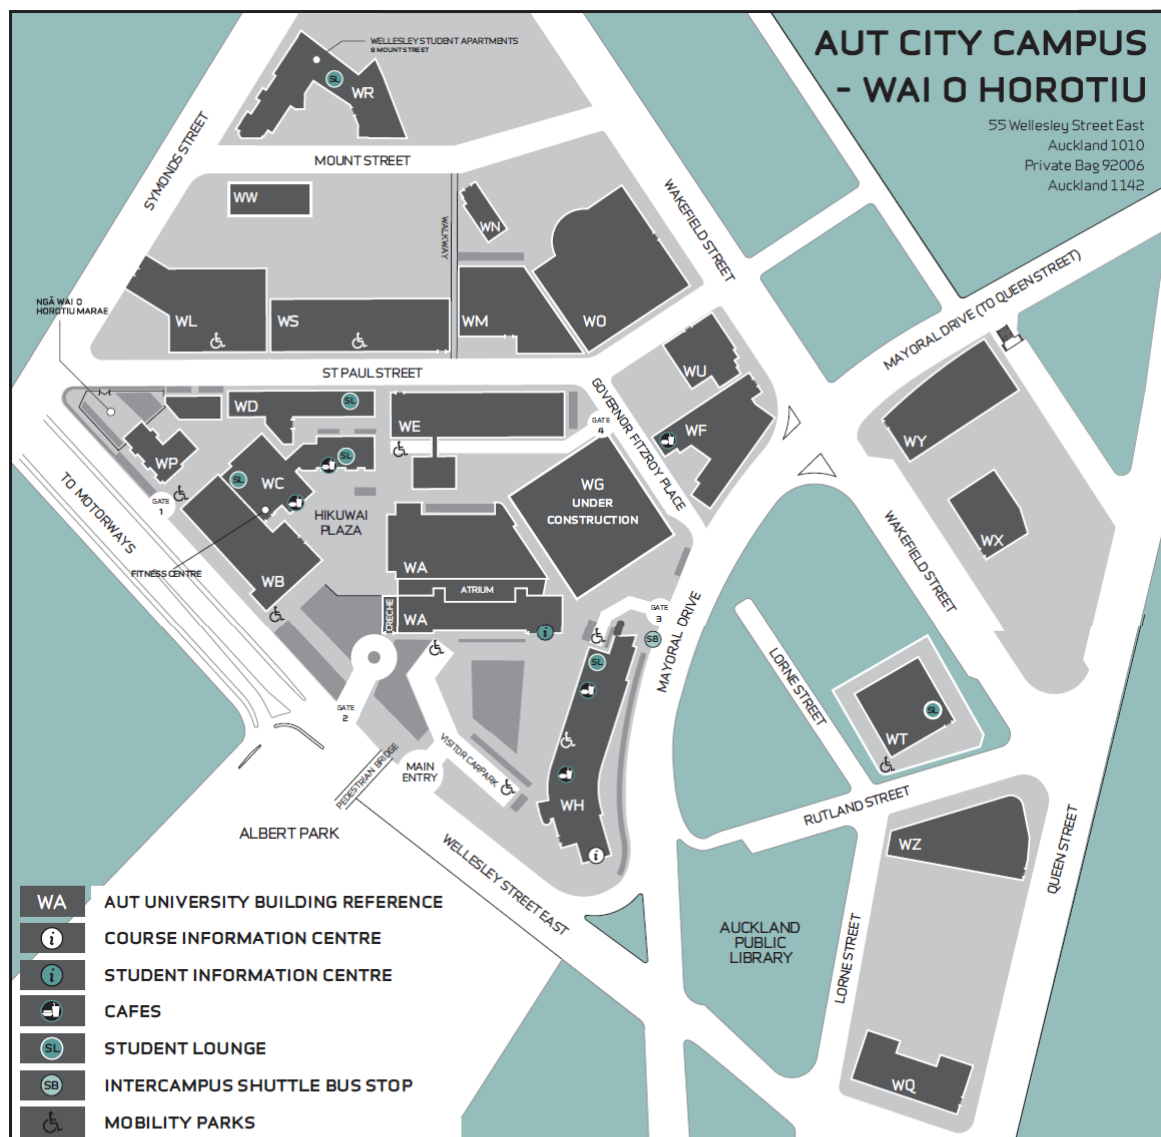 AUT CITY CAMPUS
- WAI O HOROTIU
55 Wellesley Street East
Auckland 1010
Private Bag 92006
Auckland 1142
WELLESLEY STUDENT APARTMENTS
8 MOUNT STREET
SL
WR
SYMONDS STREET
MOUNT STREET
WW
WALKWAY
WN
WAKEFIELD STREET
MAYORAL DRIVE (TO QUEEN STREET)
NGĀ WAI O
HOROTIU MARAE
WL
WS
WM
WO
ST PAUL STREET
WU
GOVERNOR FITZROY PLACE
WD
SL
WE
GATE
4
WF
WY
WP
SL
WC
SL
TO MOTORWAYS
GATE
1
HIKUWAI
PLAZA
WG
UNDER
CONSTRUCTION
WAKEFIELD STREET
WX
FITNESS CENTRE
WB
WA
ATRIUM
CRECHE
WA
GATE
3
SB
MAYORAL DRIVE
LORNE STREET
SL
SL
WT
GATE
2
PEDESTRIAN BRIDGE
MAIN
ENTRY
VISITOR CARPARK
WH
RUTLAND STREET
ALBERT PARK
WELLESLEY STREET EAST
WZ
QUEEN STREET
AUCKLAND
PUBLIC
LIBRARY
LORNE STREET
WQ
WA AUT UNIVERSITY BUILDING REFERENCE
i COURSE INFORMATION CENTRE
i STUDENT INFORMATION CENTRE
CAFES
SL STUDENT LOUNGE
SB INTERCAMPUS SHUTTLE BUS STOP
MOBILITY PARKS